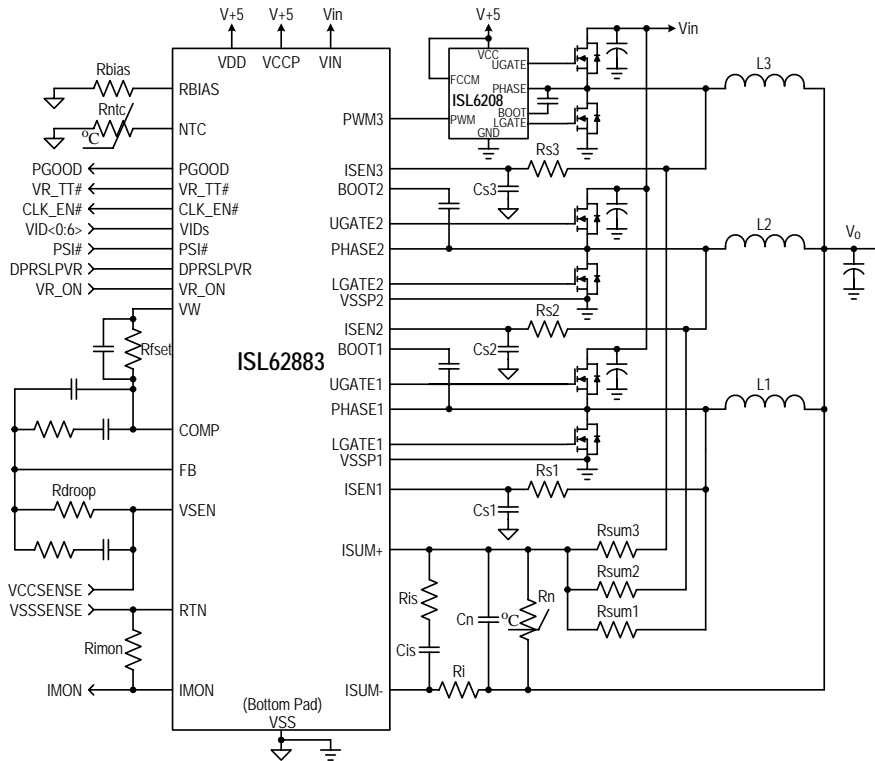 V+5
V+5
Vin
V+5
Vin
VDD
VCCP
VIN
VCC
UGATE
FCCM
PHASE
ISL6208
BOOT
PWM
LGATE
GND
L3
Rbias
RBIAS
Rntc
°C
NTC
PWM3
PGOOD
PGOOD
VR_TT#
VR_TT#
CLK_EN#
CLK_EN#
VID<0:6>
VIDs
PSI#
PSI#
DPRSLPVR
DPRSLPVR
VR_ON
VR_ON
VW
Rfset
ISL62883
COMP
FB
Rdroop
VSEN
VCCSENSE
VSSSENSE
RTN
Rimon
IMON
IMON
(Bottom Pad)
VSS
ISEN3
Rs3
Cs3
BOOT2
UGATE2
PHASE2
L2
Vo
LGATE2
VSSP2
ISEN2
Rs2
Cs2
BOOT1
UGATE1
PHASE1
L1
LGATE1
VSSP1
ISEN1
Rs1
Cs1
ISUM+
Rsum3
Rsum2
Rsum1
Ris
Cn
°C
Rn
Cis
Ri
ISUM-